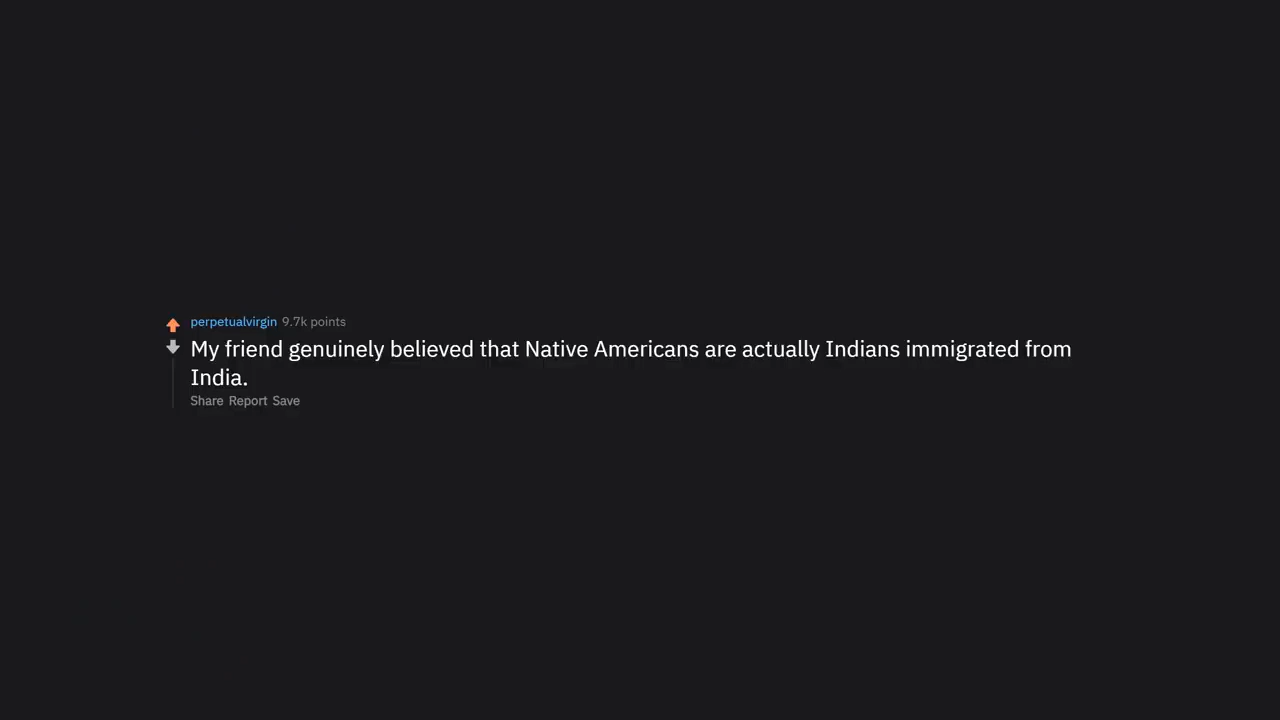 perpetualvirgin 9.7k points
My friend genuinely believed that Native Americans are actually Indians immigrated from
India.
Share Report Save